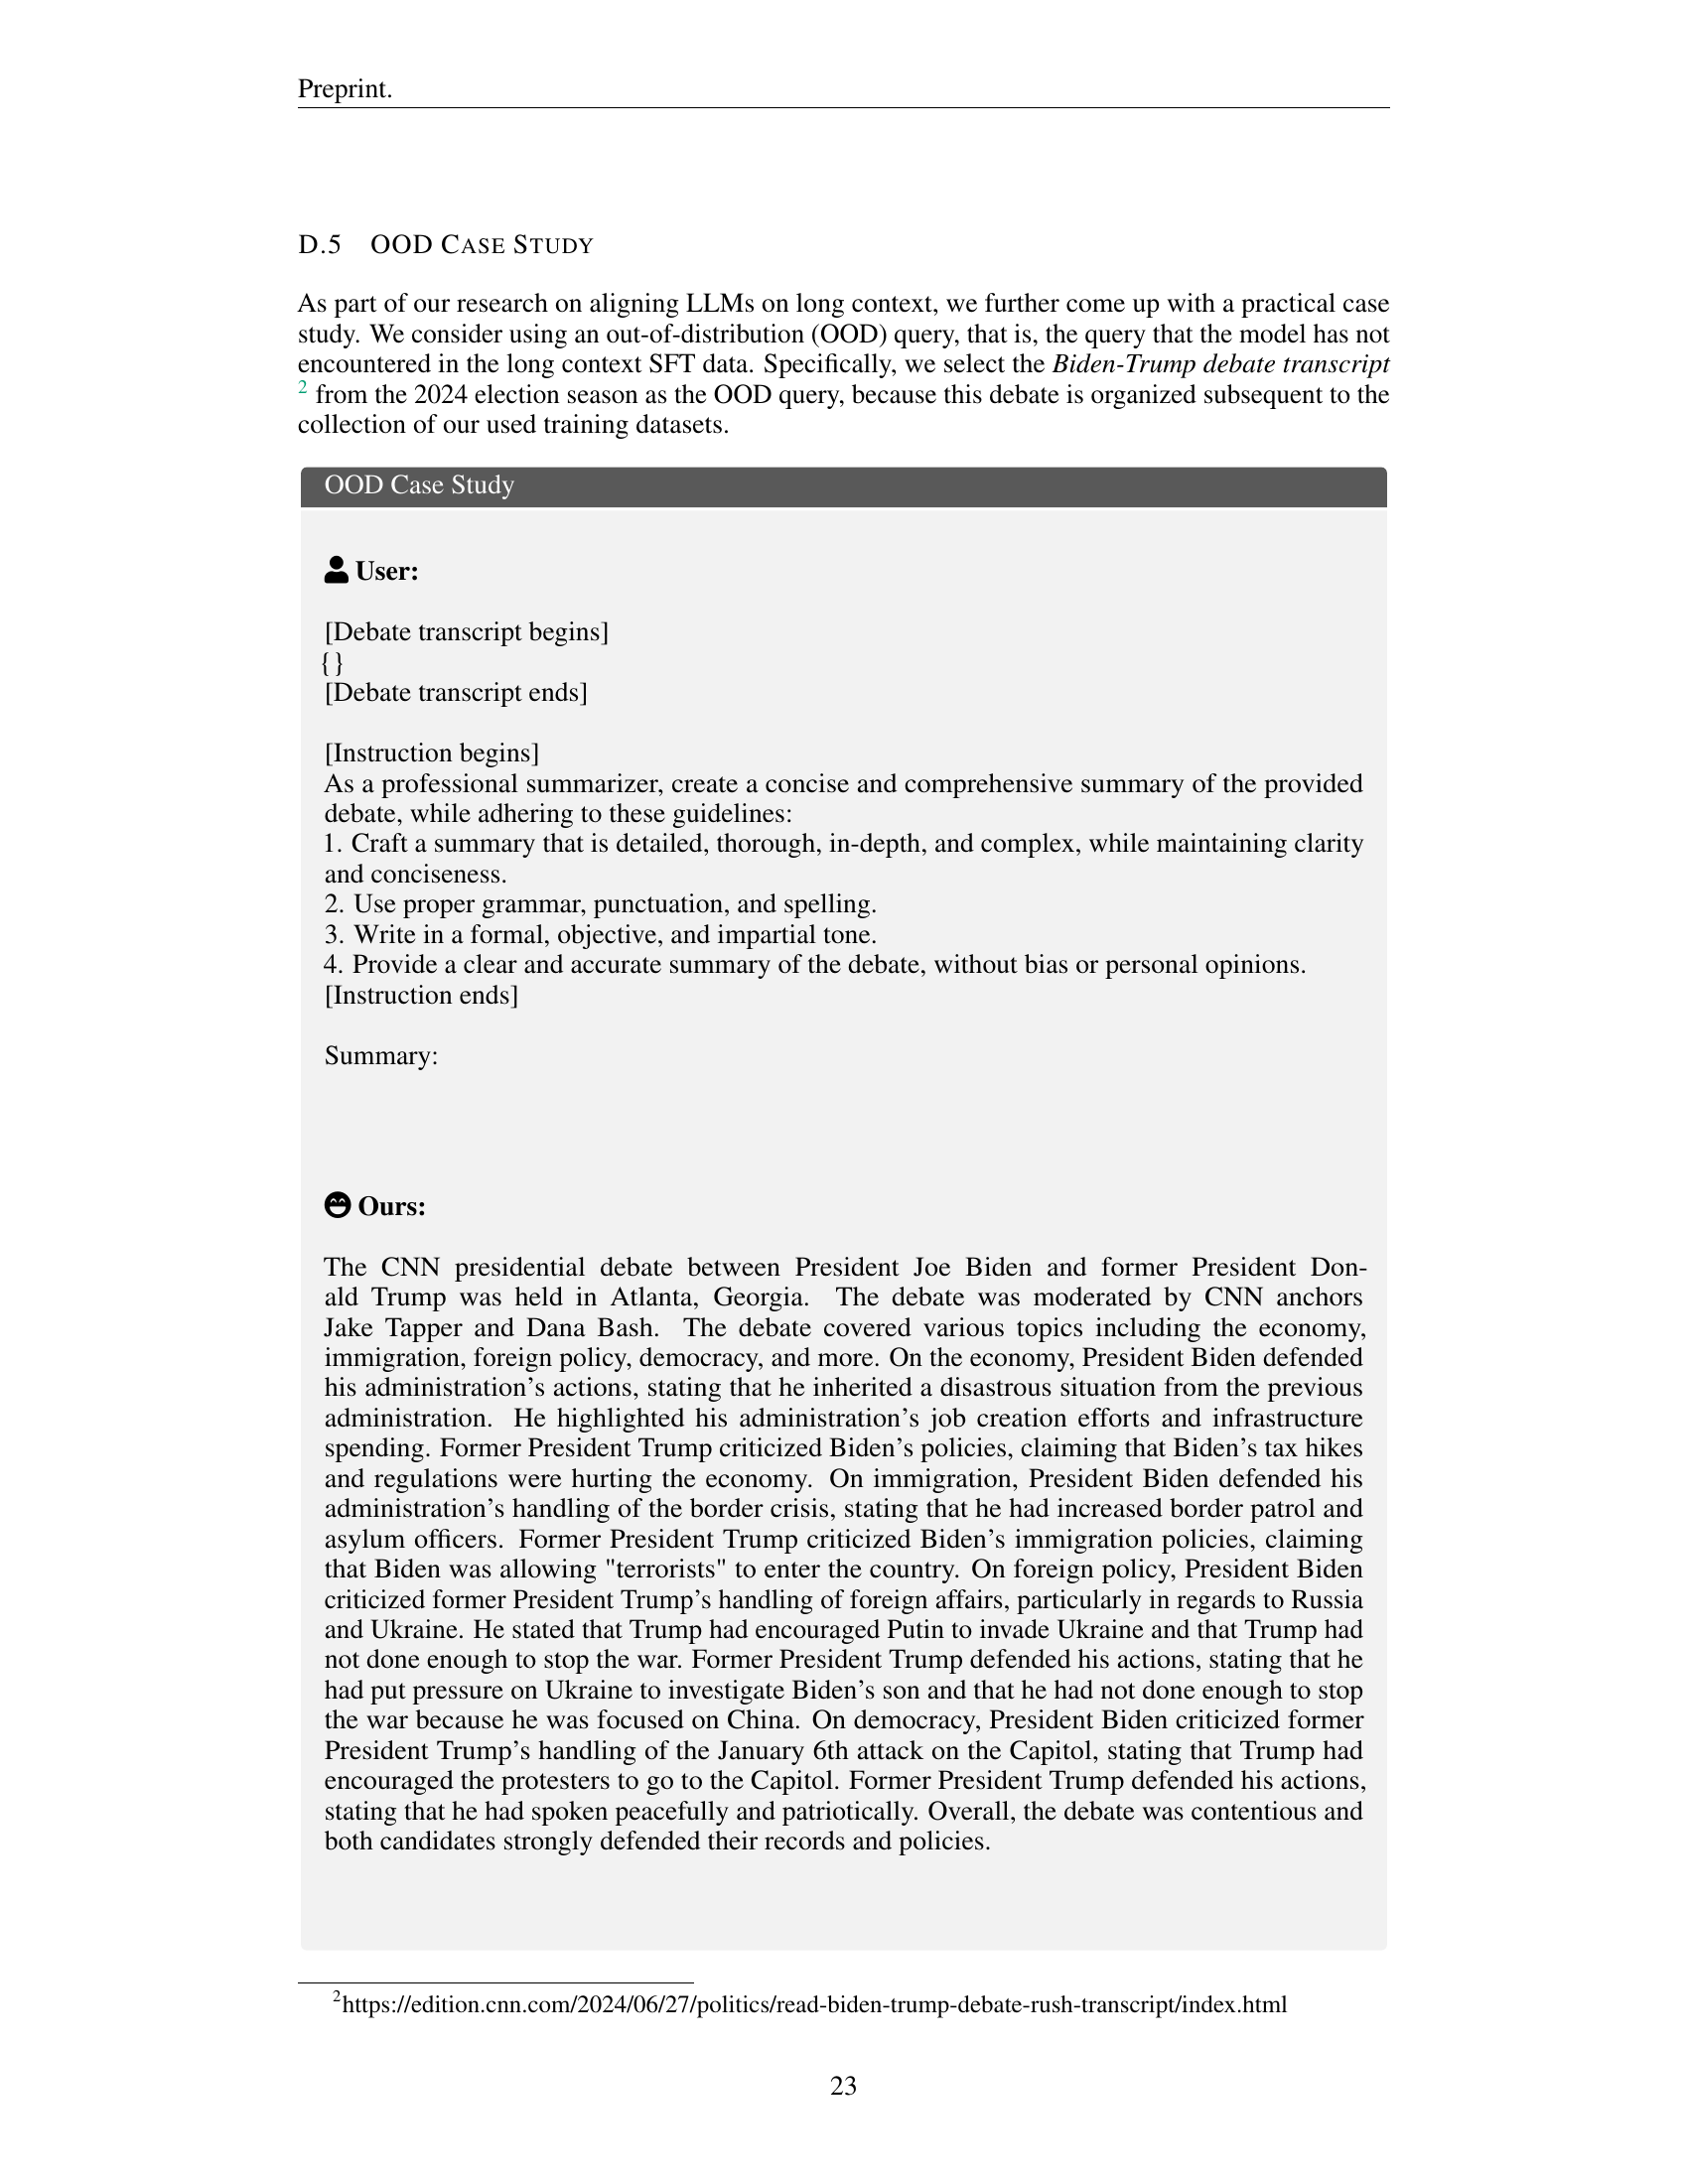 Preprint.
D.5 OOD CASE STUDY
As part of our research on aligning LLMs on long context, we further come up with a practical case
study. We consider using an out-of-distribution (OOD) query, that is, the query that the model has not
encountered in the long context SFT data. Specifically, we select the Biden-Trump debate transcript
2 from the 2024 election season as the OOD query, because this debate is organized subsequent to the
collection of our used training datasets.
OOD Case Study
User:
[Debate transcript begins]
{}
[Debate transcript ends]
[Instruction begins]
As a professional summarizer, create a concise and comprehensive summary of the provided
debate, while adhering to these guidelines:
1. Craft a summary that is detailed, thorough, in-depth, and complex, while maintaining clarity
and conciseness.
2. Use proper grammar, punctuation, and spelling.
3. Write in a formal, objective, and impartial tone.
4. Provide a clear and accurate summary of the debate, without bias or personal opinions.
[Instruction ends]
Summary:
Ours:
The CNN presidential debate between President Joe Biden and former President Don-
ald Trump was held in Atlanta, Georgia. The debate was moderated by CNN anchors
Jake Tapper and Dana Bash. The debate covered various topics including the economy,
immigration, foreign policy, democracy, and more. On the economy, President Biden defended
his administration's actions, stating that he inherited a disastrous situation from the previous
administration. He highlighted his administration's job creation efforts and infrastructure
spending. Former President Trump criticized Biden's policies, claiming that Biden's tax hikes
and regulations were hurting the economy. On immigration, President Biden defended his
administration's handling of the border crisis, stating that he had increased border patrol and
asylum officers. Former President Trump criticized Biden's immigration policies, claiming
that Biden was allowing "terrorists" to enter the country. On foreign policy, President Biden
criticized former President Trump's handling of foreign affairs, particularly in regards to Russia
and Ukraine. He stated that Trump had encouraged Putin to invade Ukraine and that Trump had
not done enough to stop the war. Former President Trump defended his actions, stating that he
had put pressure on Ukraine to investigate Biden's son and that he had not done enough to stop
the war because he was focused on China. On democracy, President Biden criticized former
President Trump's handling of the January 6th attack on the Capitol, stating that Trump had
encouraged the protesters to go to the Capitol. Former President Trump defended his actions,
stating that he had spoken peacefully and patriotically. Overall, the debate was contentious and
both candidates strongly defended their records and policies.
2https://edition.cnn.com/2024/06/27/politics/read-biden-trump-debate-rush-transcript/index.html
23